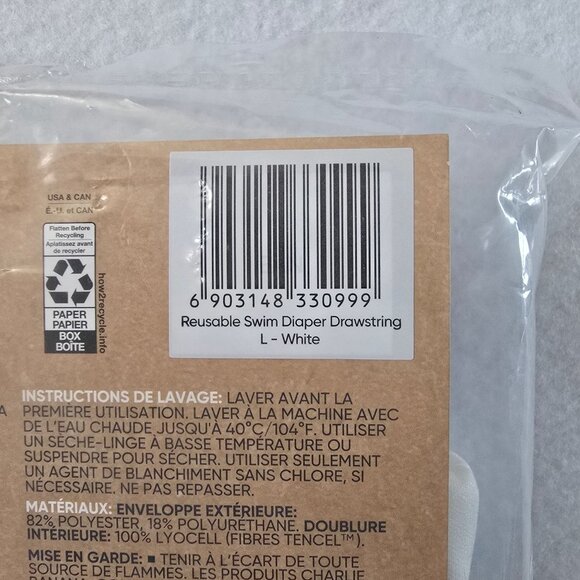 USA & CAN
É.-U. et CAN
Flatten Before
Recycling
Aplatissez avant
de recycler
PAPER
PAPIER
BOX
BOÎTE
how2recycle.info
6 903148 330999
Reusable Swim Diaper Drawstring
L - White
INSTRUCTIONS DE LAVAGE: LAVER AVANT LA
PREMIÈRE UTILISATION. LAVER À LA MACHINE AVEC
DE L'EAU CHAUDE JUSQU'À 40°C/104°F. UTILISER
UN SÈCHE-LINGE À BASSE TEMPÉRATURE OU
SUSPENDRE POUR SÉCHER. UTILISER SEULEMENT
UN AGENT DE BLANCHIMENT SANS CHLORE, SI
NÉCESSAIRE. NE PAS REPASSER.
MATÉRIAUX: ENVELOPPE EXTÉRIEURE:
82% POLYESTER, 18% POLYURÉTHANE. DOUBLURE
INTÉRIEURE: 100% LYOCELL (FIBRES TENCEL™).
MISE EN GARDE: ■ TENIR À L'ÉCART DE TOUTE
SOURCE DE FLAMMES. LES PRODUITS CHARLIE